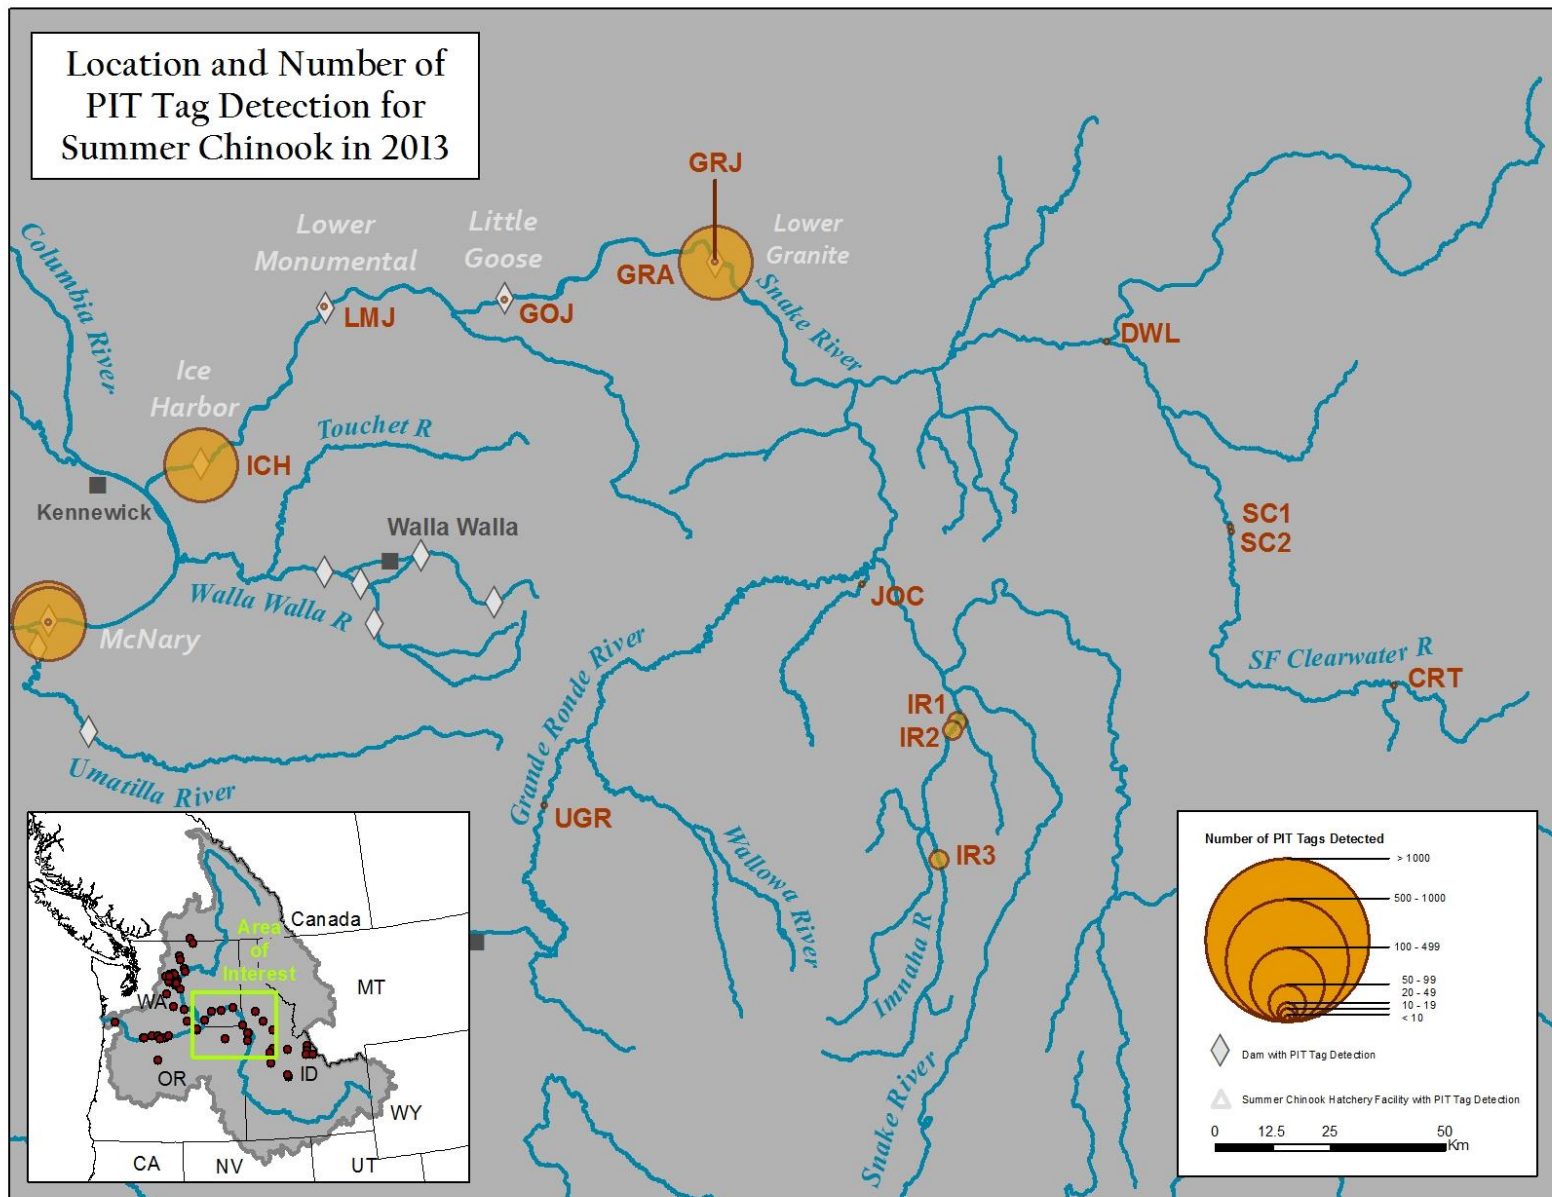 Location and Number of
PIT Tag Detection for
Summer Chinook in 2013
GRJ
Lower
Monumental
Little
Goose
Lower
Granite
GRA
Columbia River
LMJ
GOJ
Snake River
DWL
Ice
Harbor
Touchet R
ICH
Kennewick
Walla Walla
SC1
SC2
Walla Walla R
JOC
McNary
SF Clearwater R
CRT
Grande Ronde River
IR1
IR2
Umatilla River
UGR
IR3
Wallowa River
Imnaha R
Snake River
Canada
Area
of
Interest
WA
MT
OR
ID
WY
CA
NV
UT
Number of PIT Tags Detected
> 1000
500 - 1000
100 - 499
50 - 99
20 - 49
10 - 19
< 10
Dam with PIT Tag Detection
Summer Chinook Hatchery Facility with PIT Tag Detection
0 12.5 25 50
Km